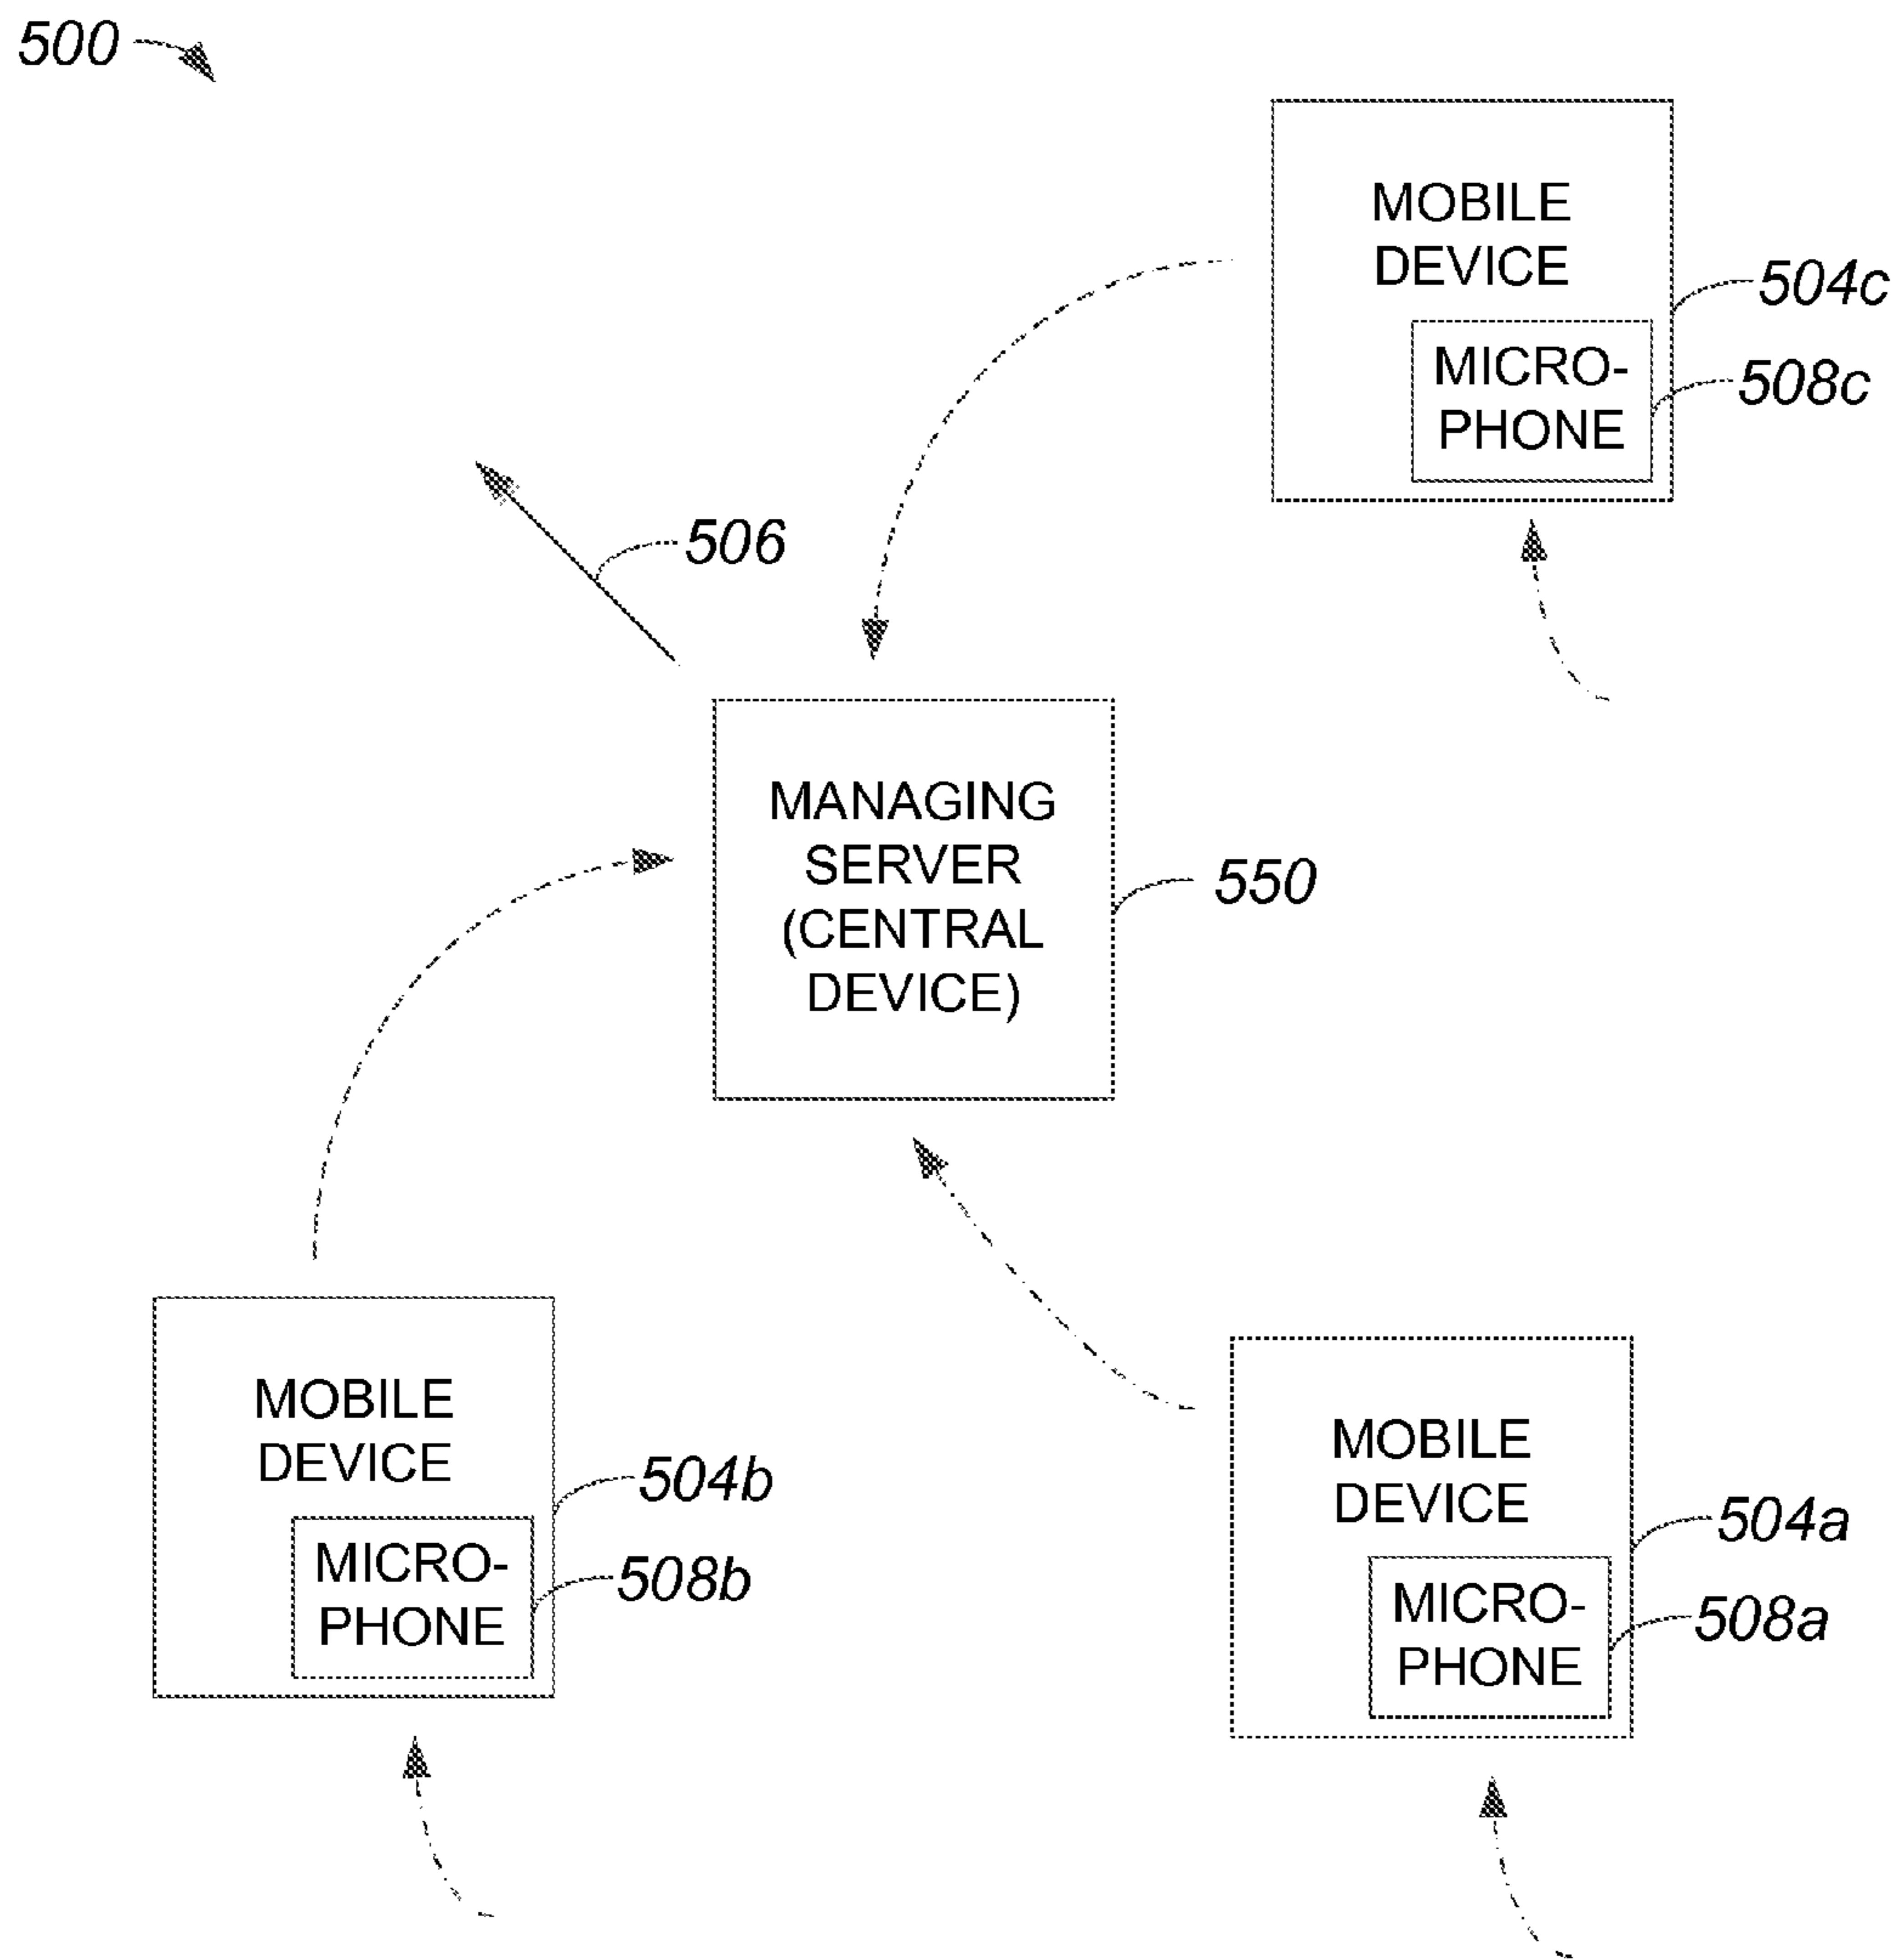 500
MOBILE
DEVICE
504c
MICRO-
PHONE
508c
506
MANAGING
SERVER
(CENTRAL
DEVICE)
550
MOBILE
DEVICE
504b
MICRO-
PHONE
508b
MOBILE
DEVICE
504a
MICRO-
PHONE
508a